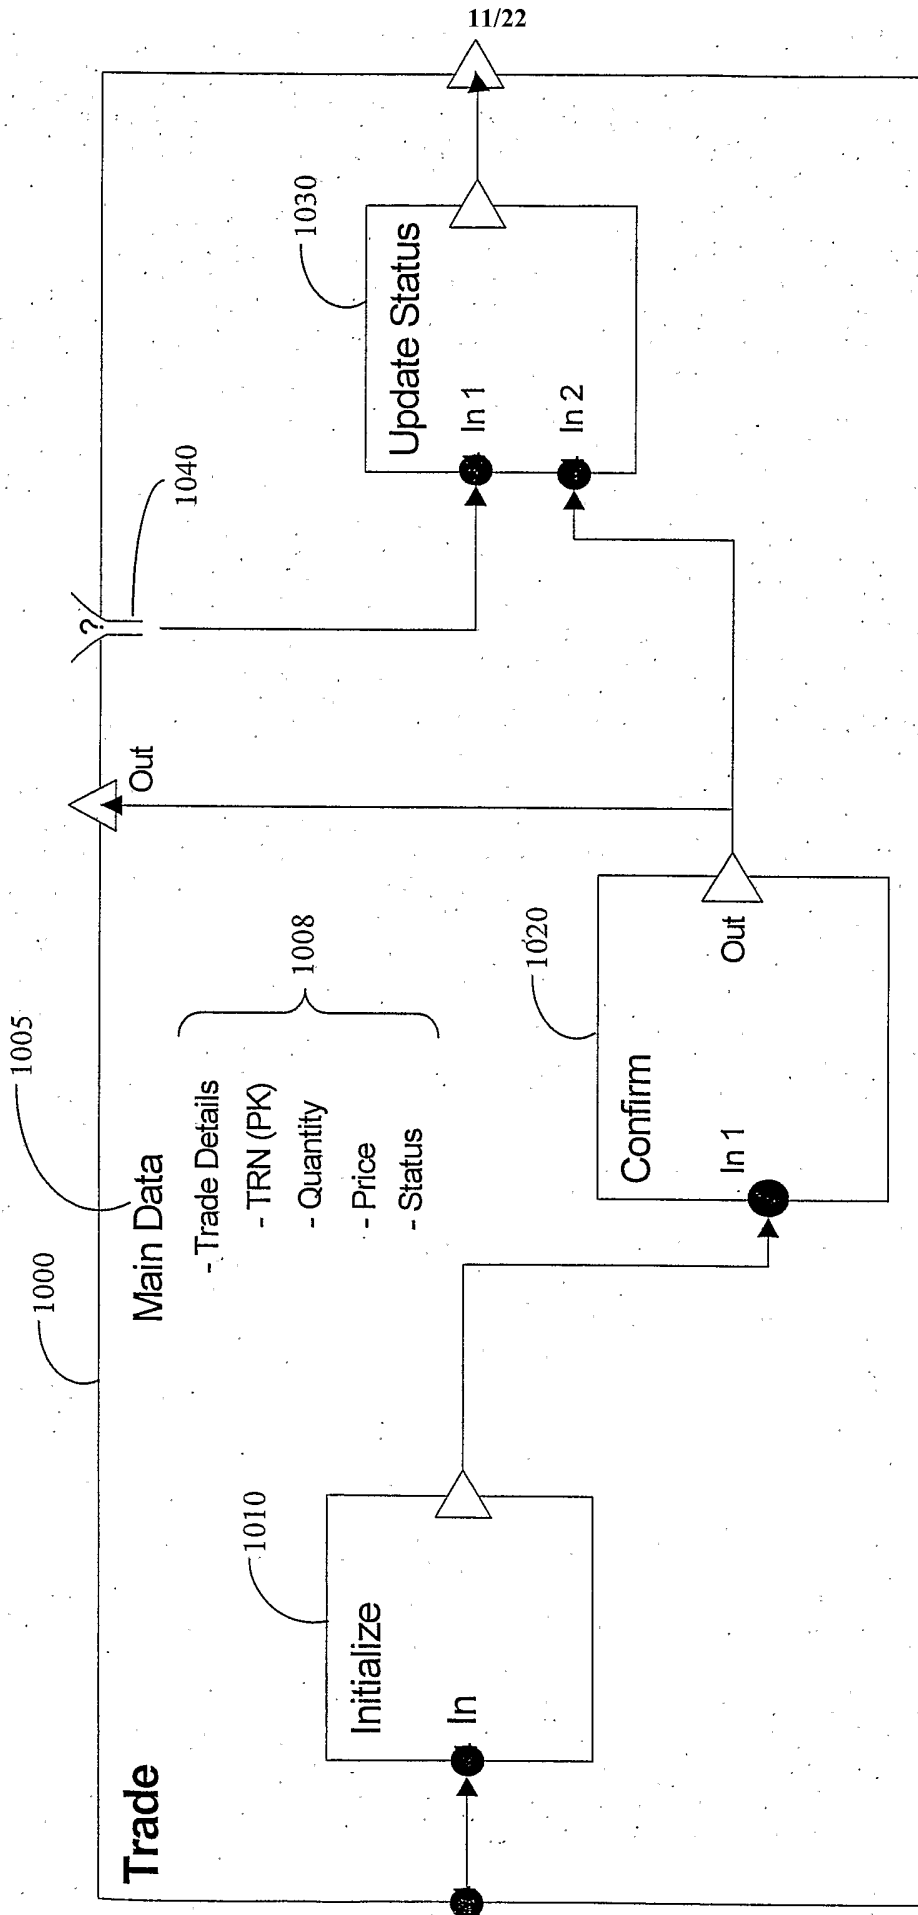 11/22
Trade
1000
Main Data
1005
- Trade Details
- TRN (PK)
- Quantity
- Price
- Status
1008
Out
?
1040
1010
Initialize
In
1020
Confirm
In 1
Out
1030
Update Status
In 1
In 2